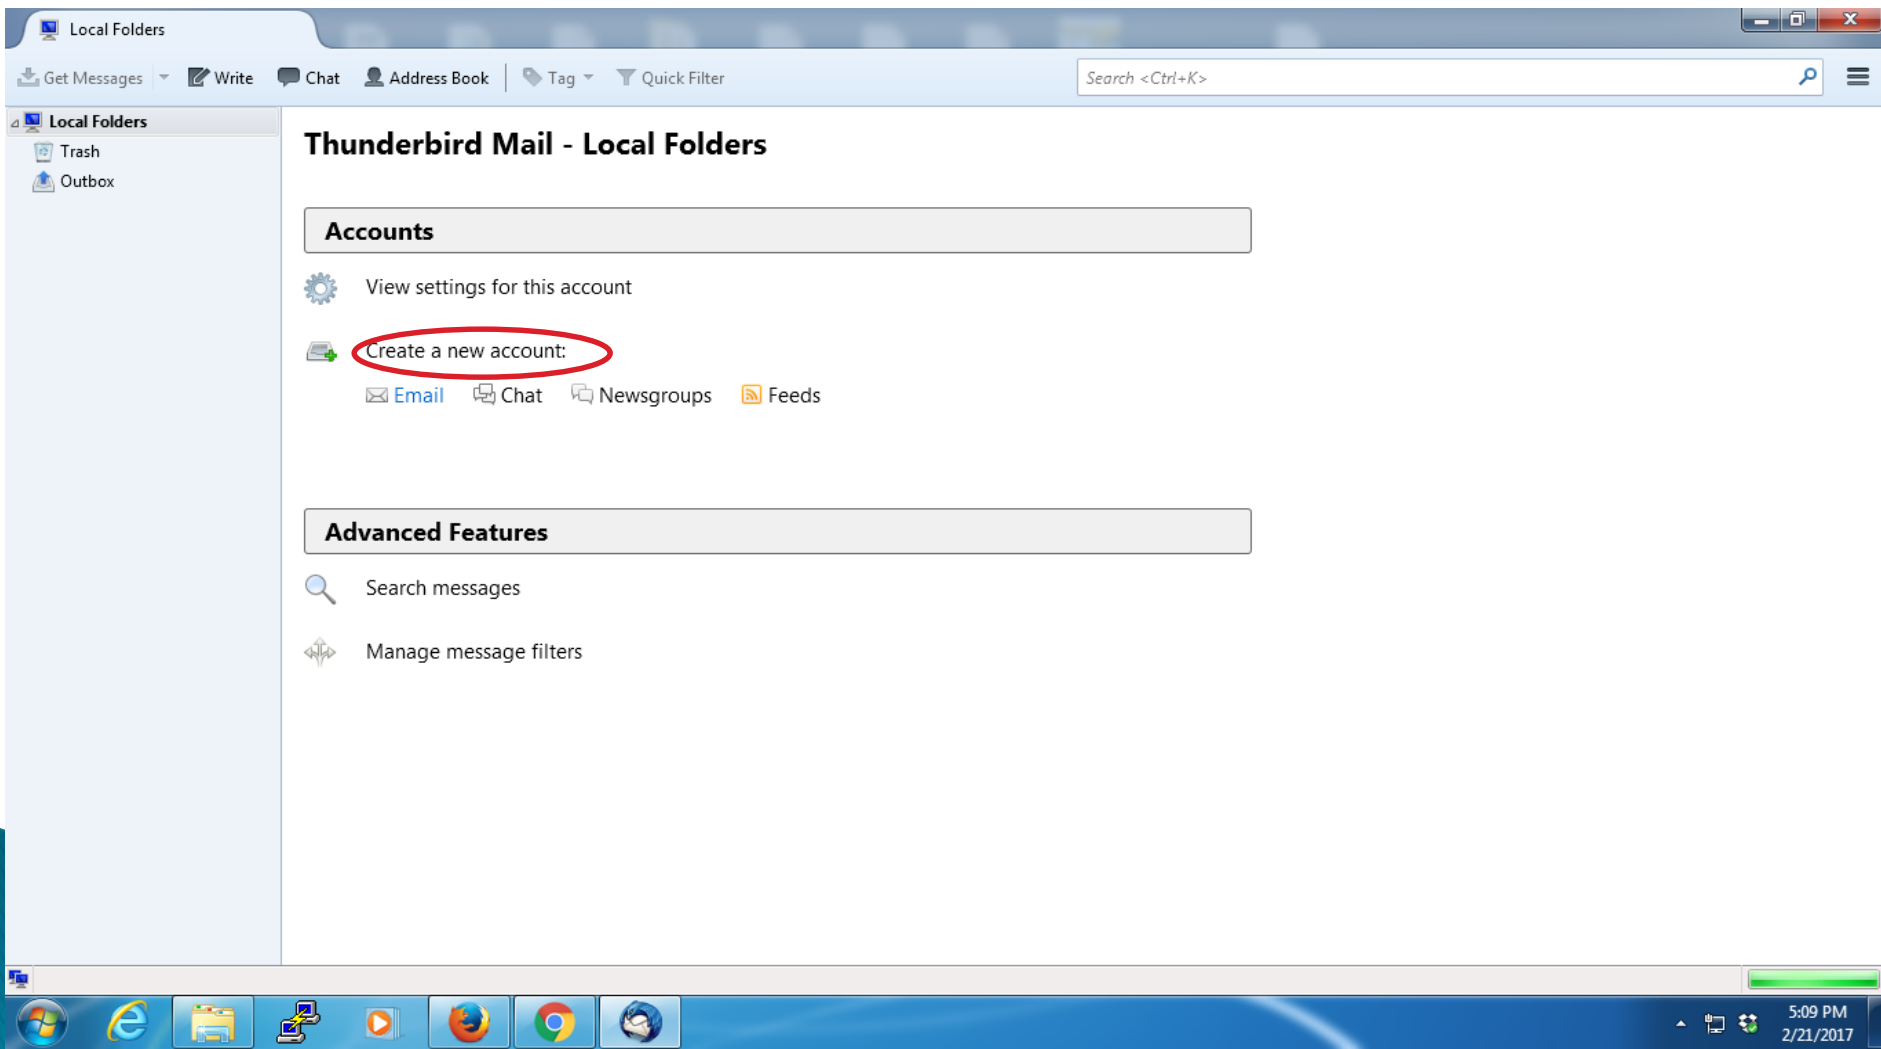 Local Folders
Get Messages Write Chat Address Book Tag Quick Filter Search <Ctrl+K>
Local Folders
Trash
Outbox
Thunderbird Mail - Local Folders
Accounts
View settings for this account
Create a new account:
Email Chat Newsgroups Feeds
Advanced Features
Search messages
Manage message filters
5:09 PM
2/21/2017